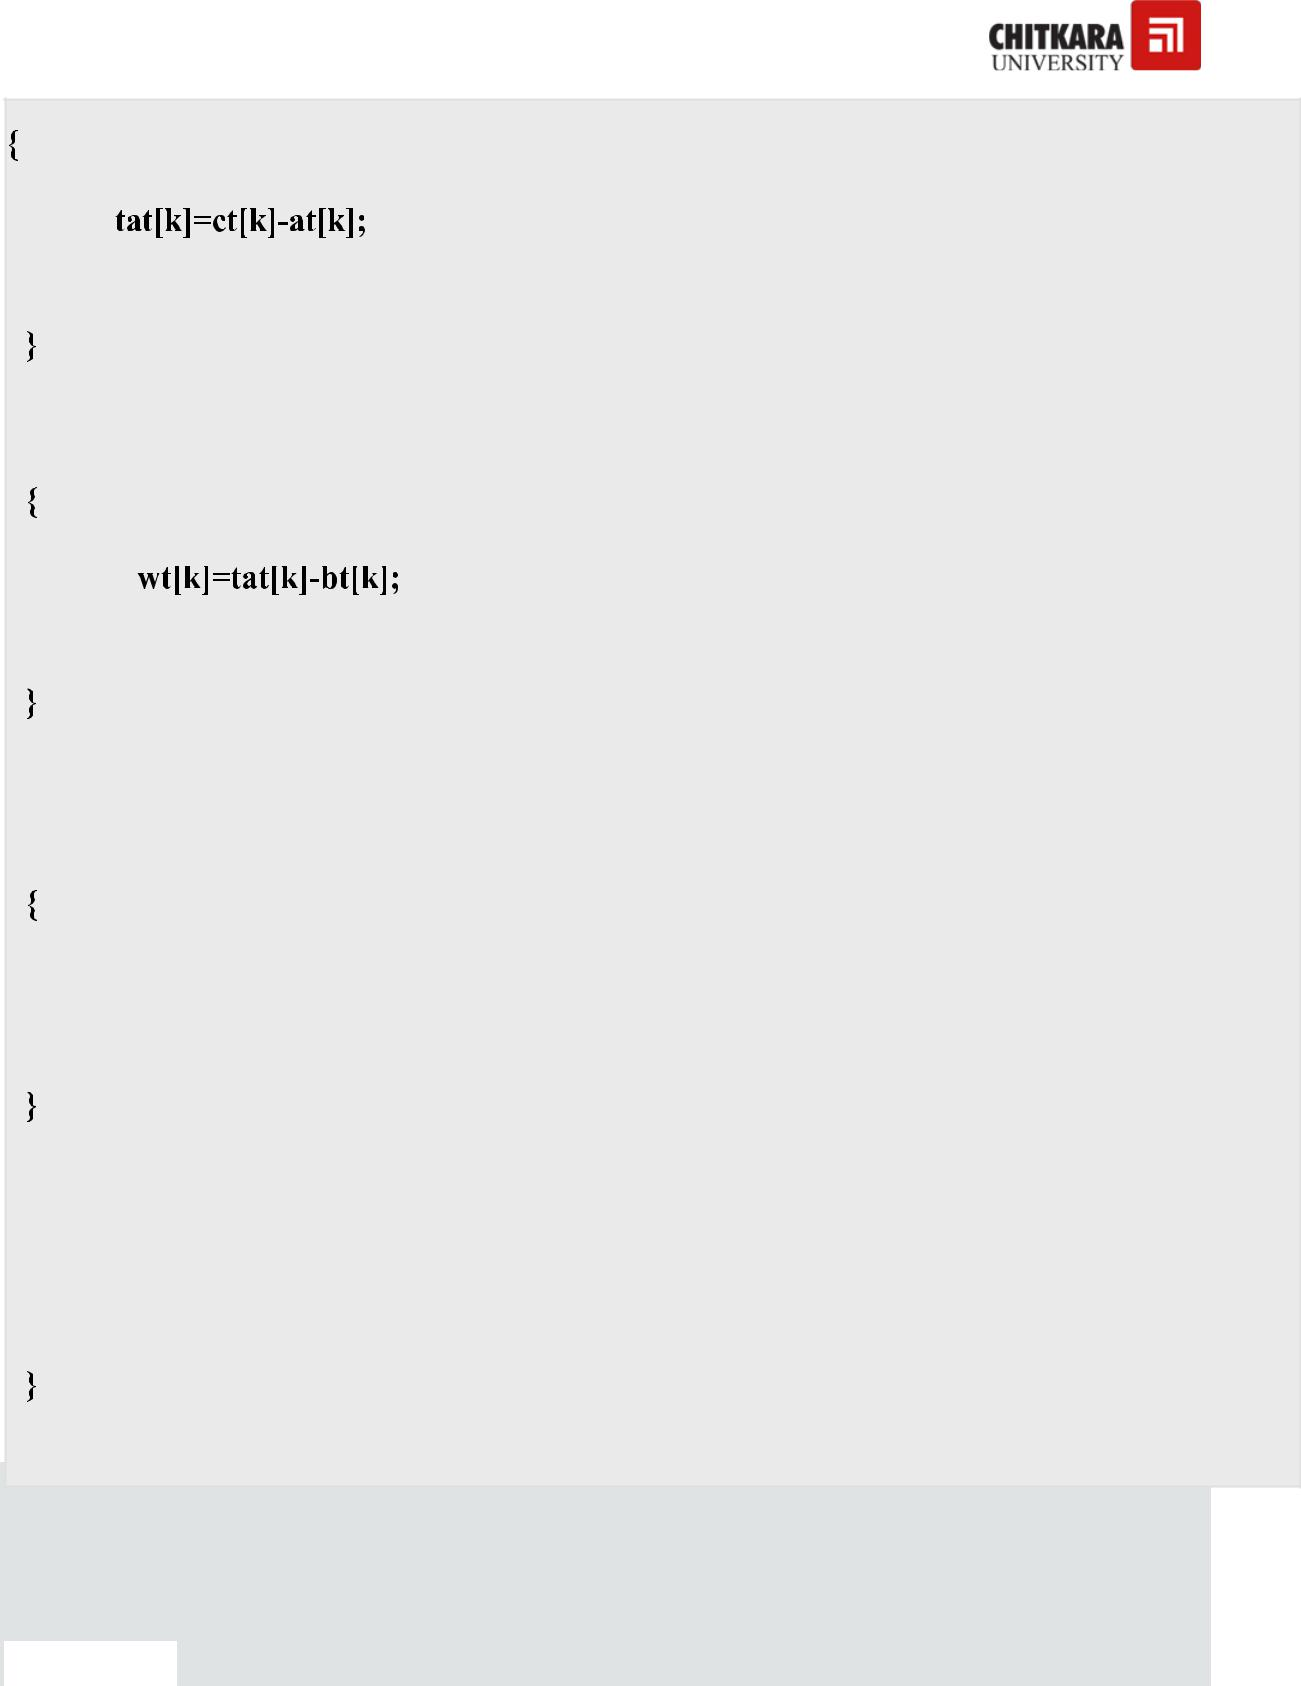 CHITKARA
UNIVERSITY
{
tat[k]=ct[k]-at[k];
}
{
wt[k]=tat[k]-bt[k];
}
{
}
}